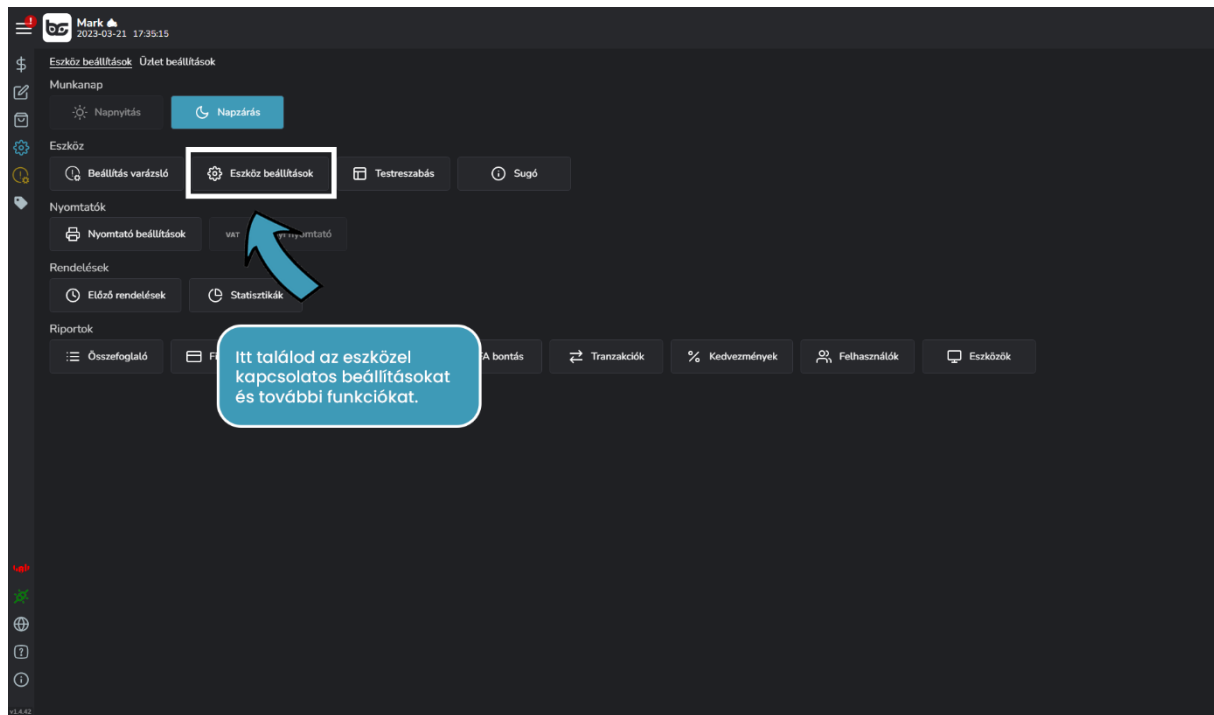 Mark
2023-03-21 17:35:15
Eszköz beállítások Üzlet beállítások
Munkanap
Napnyitás Napzárás
Eszköz
Beállítás varázsló Eszköz beállítások Testreszabás Sugó
Nyomtatók
Nyomtató beállítások VAT
Rendelések
Előző rendelések Statisztikák
Riportok
Összefoglaló bontás Tranzakciók Kedvezmények Felhasználók Eszközök
Itt találod az eszközel
kapcsolatos beállításokat
és további funkciókat.
v1.4.42